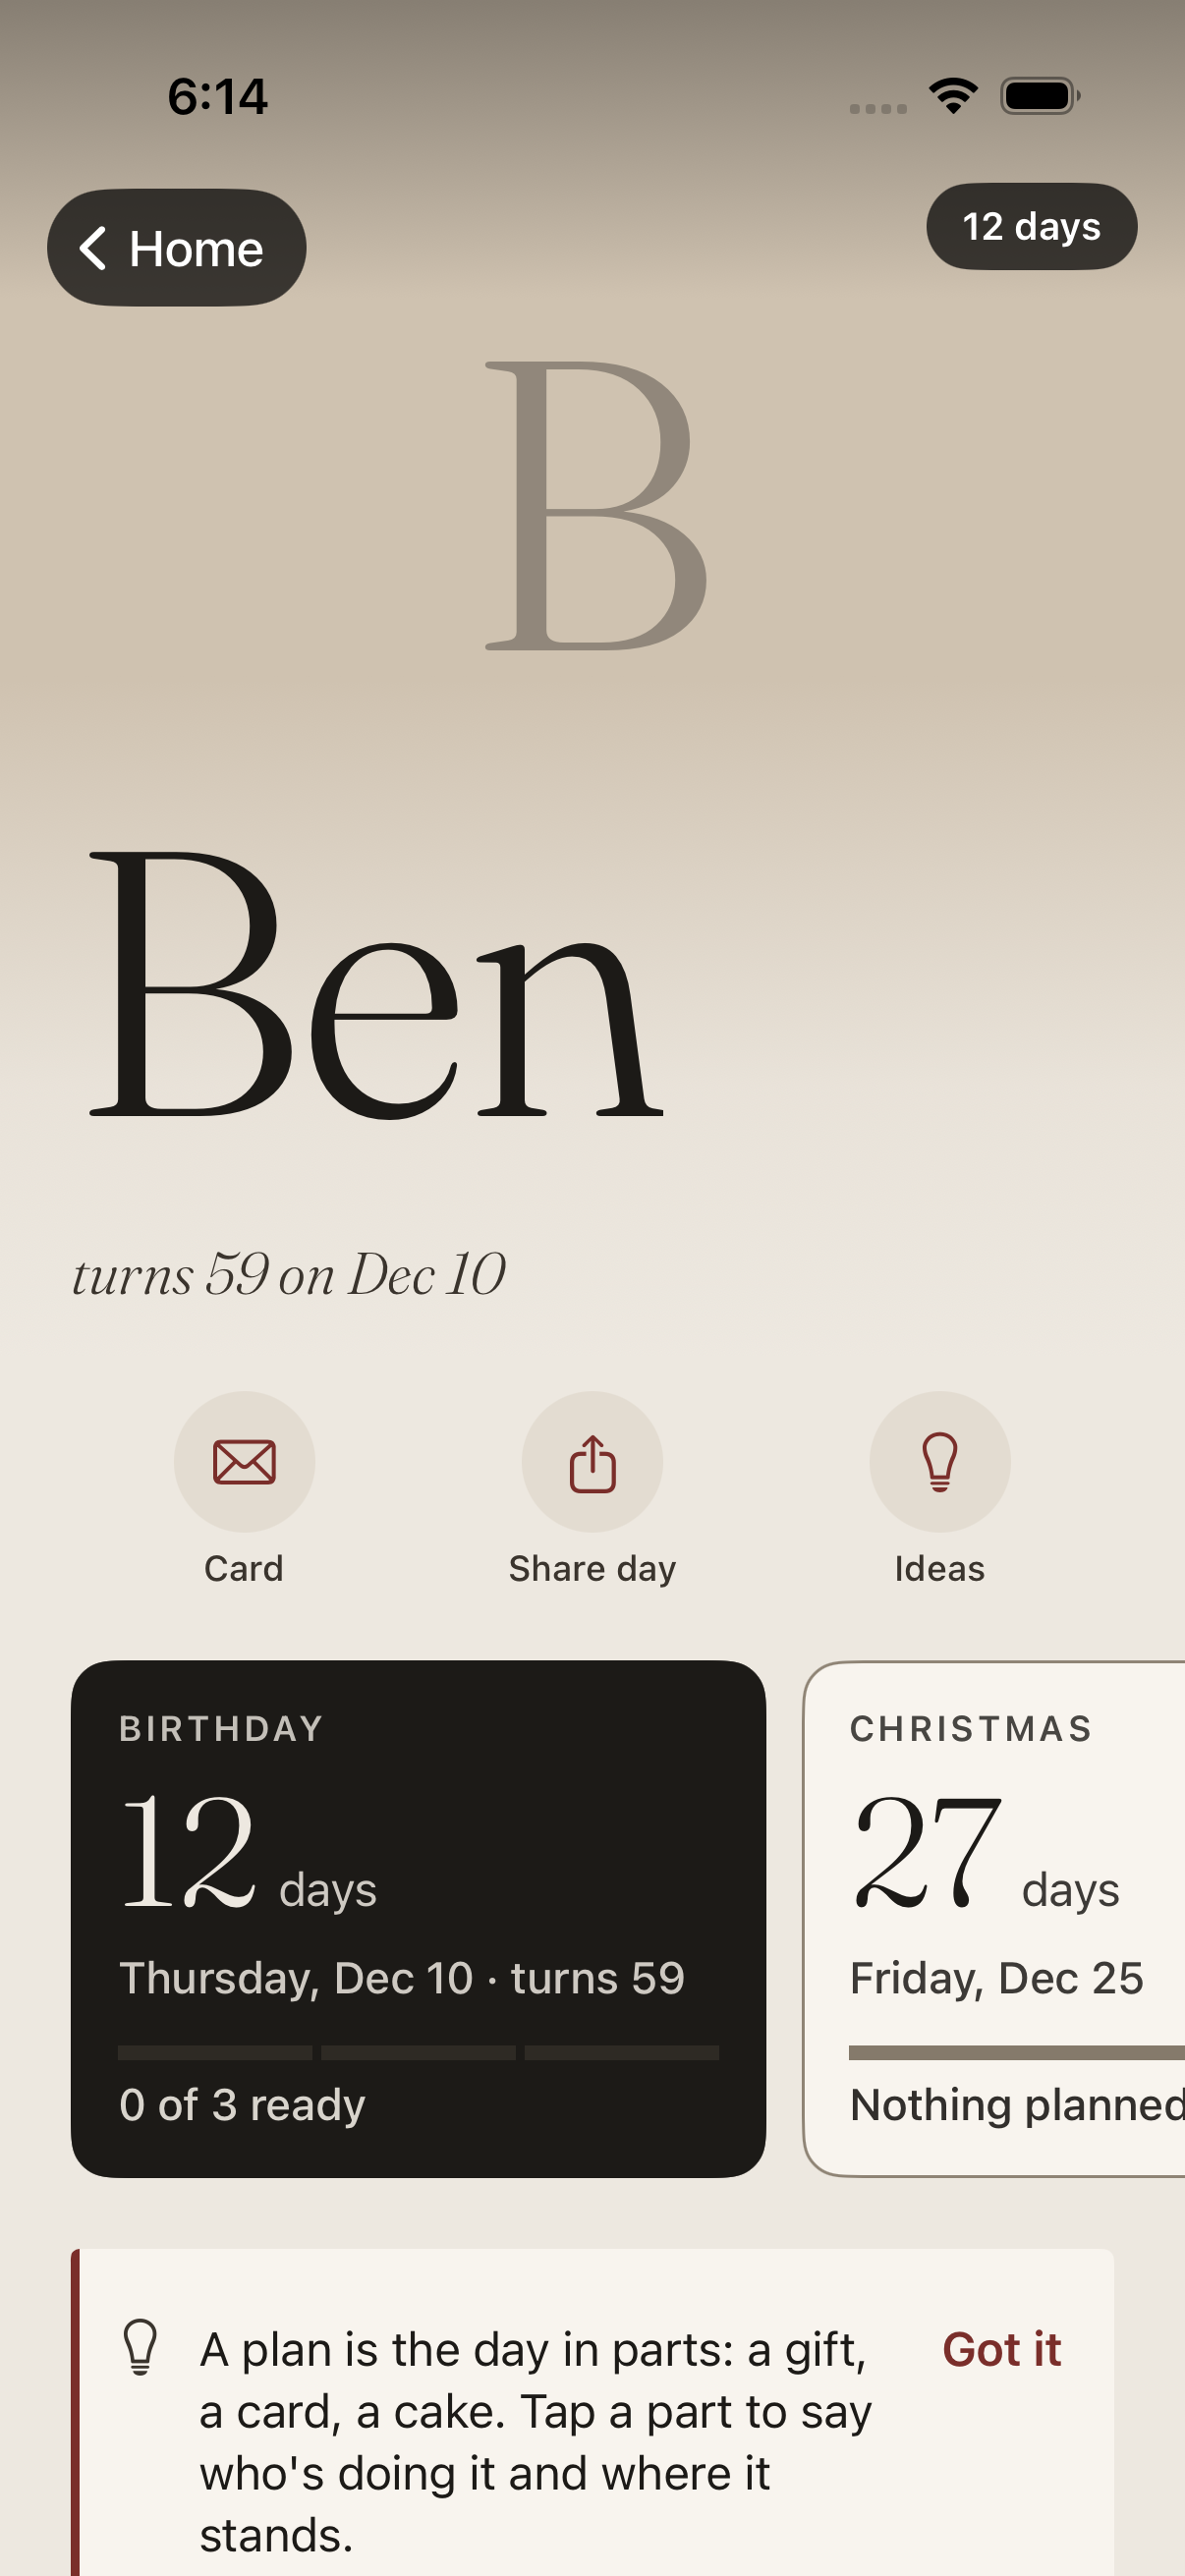 6:14
Home
12 days
B
Ben
turns 59 on Dec 10
Card
Share day
Ideas
BIRTHDAY
12 days
Thursday, Dec 10 · turns 59
0 of 3 ready
CHRISTMAS
27 days
Friday, Dec 25
Nothing planned
A plan is the day in parts: a gift,
a card, a cake. Tap a part to say
who's doing it and where it
stands.
Got it